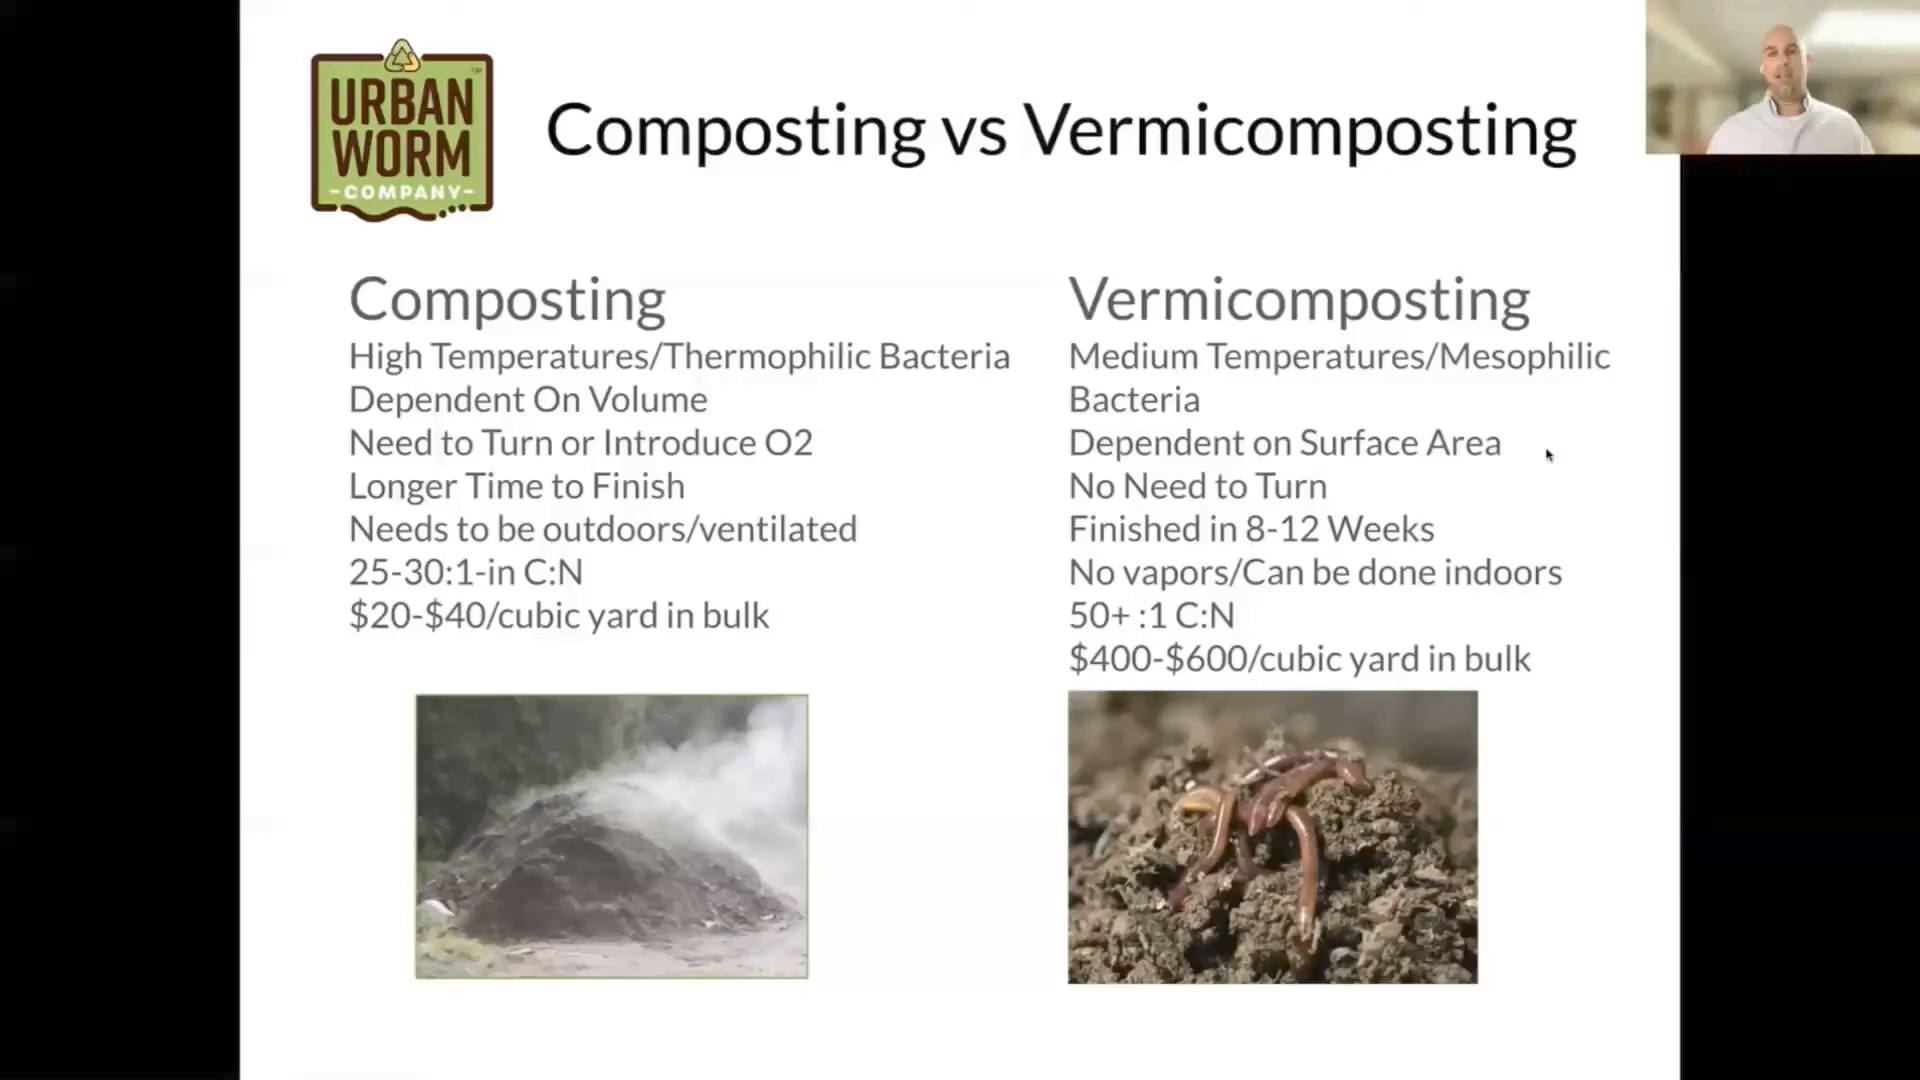 URBAN
WORM
-COMPANY-
TM
Composting vs Vermicomposting
Composting
High Temperatures/Thermophilic Bacteria
Dependent On Volume
Need to Turn or Introduce O2
Longer Time to Finish
Needs to be outdoors/ventilated
25-30:1-in C:N
$20-$40/cubic yard in bulk
Vermicomposting
Medium Temperatures/Mesophilic
Bacteria
Dependent on Surface Area
No Need to Turn
Finished in 8-12 Weeks
No vapors/Can be done indoors
50+ :1 C:N
$400-$600/cubic yard in bulk